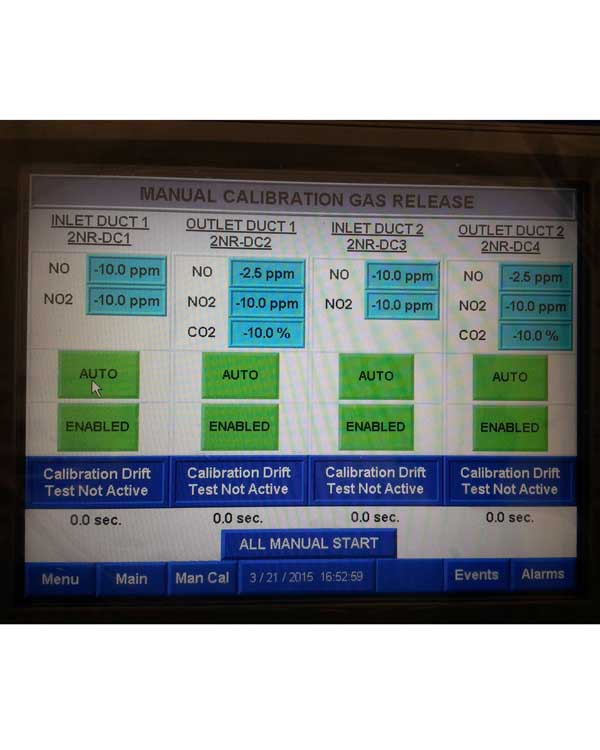 MANUAL CALIBRATION GAS RELEASE
INLET DUCT 1
2NR-DC1
NO -10.0 ppm
NO2 -10.0 ppm
AUTO
ENABLED
Calibration Drift
Test Not Active
0.0 sec.
OUTLET DUCT 1
2NR-DC2
NO -2.5 ppm
NO2 -10.0 ppm
CO2 -10.0 %
AUTO
ENABLED
Calibration Drift
Test Not Active
0.0 sec.
INLET DUCT 2
2NR-DC3
NO -10.0 ppm
NO2 -10.0 ppm
AUTO
ENABLED
Calibration Drift
Test Not Active
0.0 sec.
OUTLET DUCT 2
2NR-DC4
NO -2.5 ppm
NO2 -10.0 ppm
CO2 -10.0 %
AUTO
ENABLED
Calibration Drift
Test Not Active
0.0 sec.
ALL MANUAL START
Menu Main Man Cal 3 / 21 / 2015 16:52:59 Events Alarms